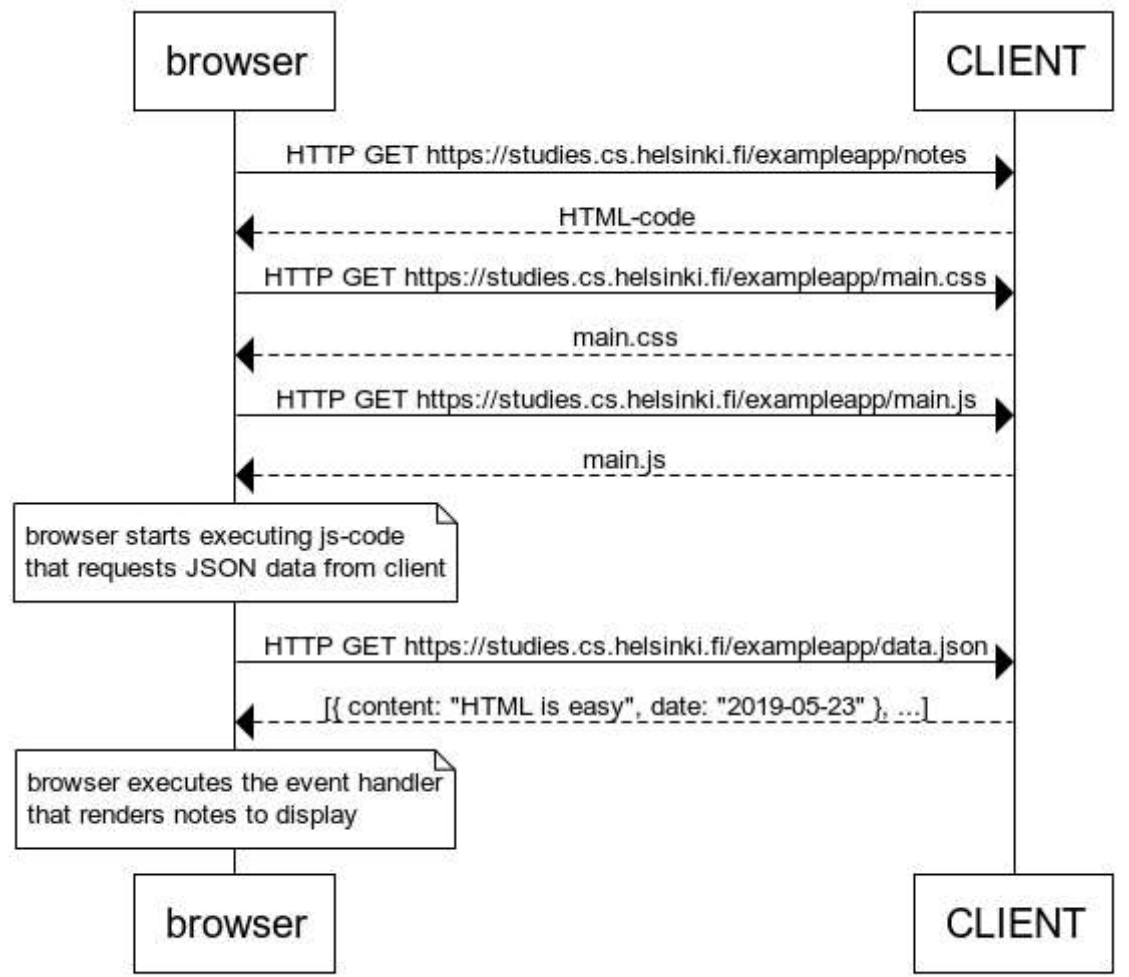 browser CLIENT
HTTP GET https://studies.cs.helsinki.fi/exampleapp/notes
HTML-code
HTTP GET https://studies.cs.helsinki.fi/exampleapp/main.css
main.css
HTTP GET https://studies.cs.helsinki.fi/exampleapp/main.js
main.js
browser starts executing js-code
that requests JSON data from client
HTTP GET https://studies.cs.helsinki.fi/exampleapp/data.json
[{ content: "HTML is easy", date: "2019-05-23" }, ...]
browser executes the event handler
that renders notes to display
browser CLIENT